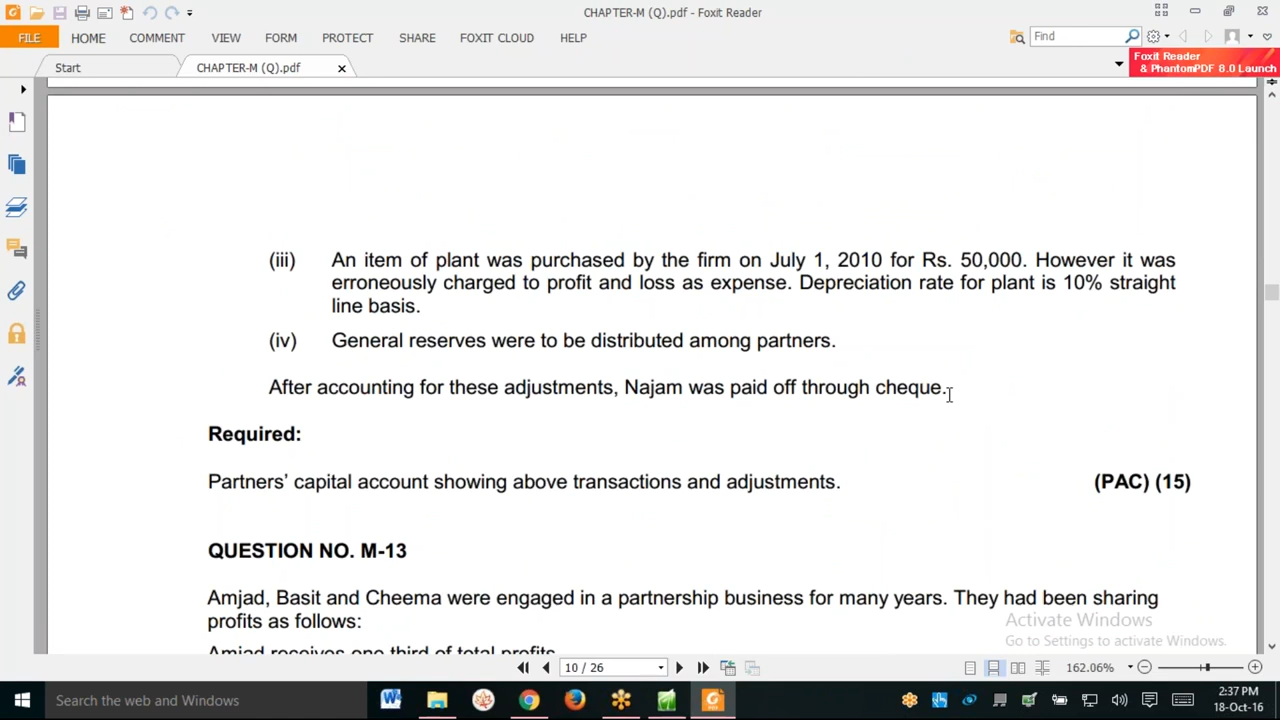 CHAPTER-M (Q).pdf - Foxit Reader
FILE HOME COMMENT VIEW FORM PROTECT SHARE FOXIT CLOUD HELP Find
Foxit Reader
& PhantomPDF 8.0 Launch
Start CHAPTER-M (Q).pdf
(iii) An item of plant was purchased by the firm on July 1, 2010 for Rs. 50,000. However it was
erroneously charged to profit and loss as expense. Depreciation rate for plant is 10% straight
line basis.
(iv) General reserves were to be distributed among partners.
After accounting for these adjustments, Najam was paid off through cheque.
Required:
Partners' capital account showing above transactions and adjustments. (PAC) (15)
QUESTION NO. M-13
Amjad, Basit and Cheema were engaged in a partnership business for many years. They had been sharing
profits as follows:
Amjad receives one third of total profits
Activate Windows
Go to Settings to activate Windows.
10 / 26 162.06%
Search the web and Windows
2:37 PM
18-Oct-16